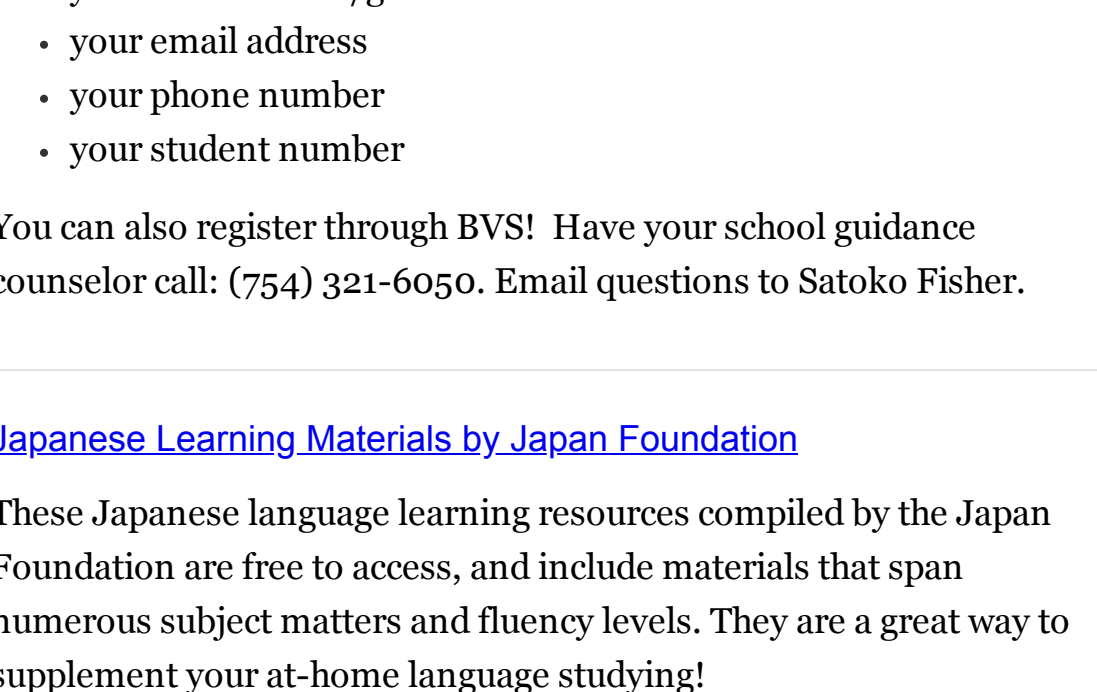 your email address
your phone number
your student number
You can also register through BVS!  Have your school guidance
counselor call: (754) 321-6050. Email questions to Satoko Fisher.
Japanese Learning Materials by Japan Foundation
These Japanese language learning resources compiled by the Japan
Foundation are free to access, and include materials that span
numerous subject matters and fluency levels. They are a great way to
supplement your at-home language studying!